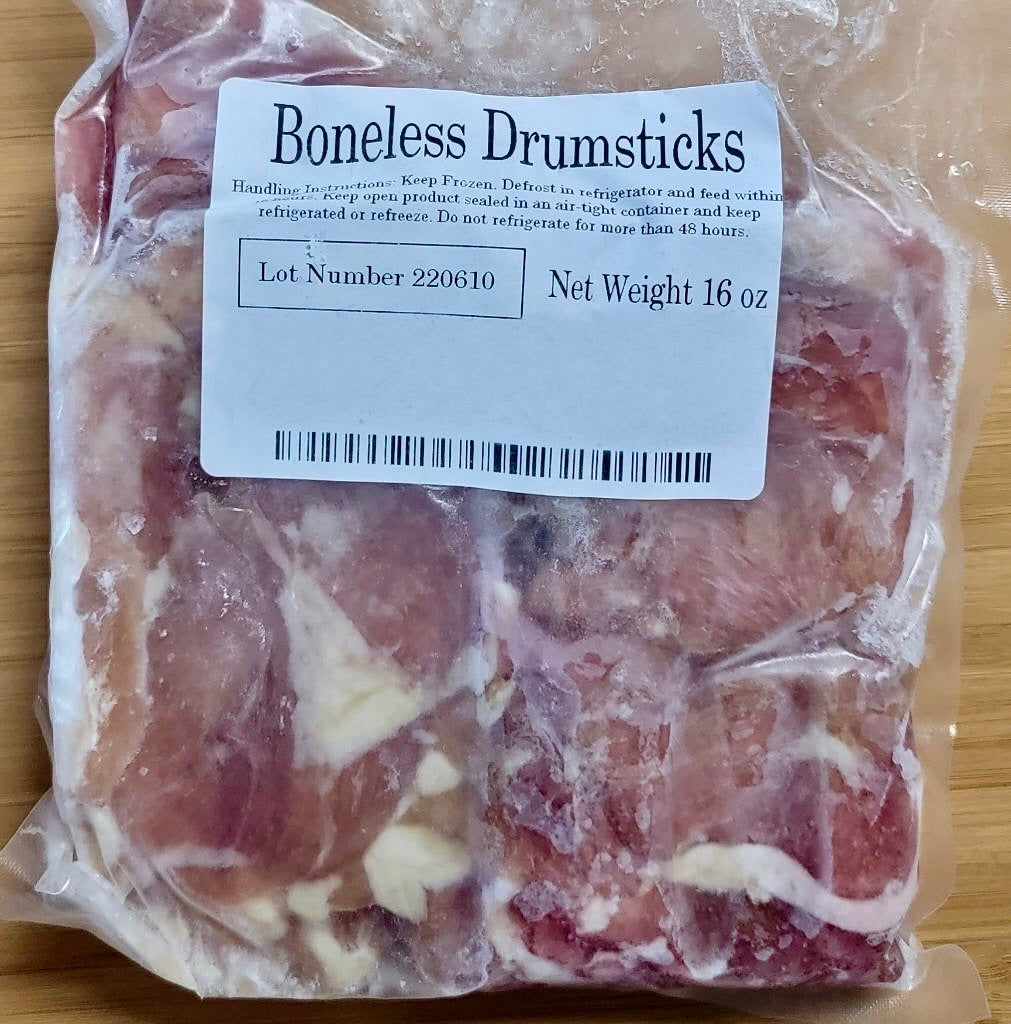 Boneless Drumsticks
Handling Instructions: Keep Frozen. Defrost in refrigerator and feed within
hours. Keep open product sealed in an air-tight container and keep
refrigerated or refreeze. Do not refrigerate for more than 48 hours.
Lot Number 220610
Net Weight 16 oz